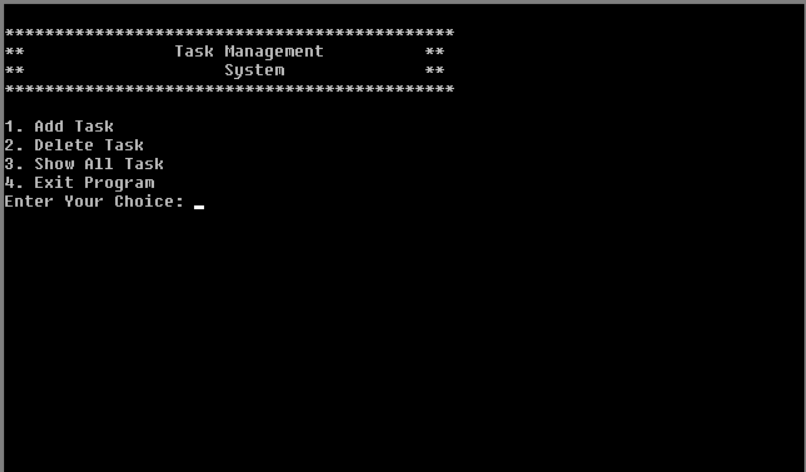 *********************************************
** Task Management **
** System **
*********************************************
1. Add Task
2. Delete Task
3. Show All Task
4. Exit Program
Enter Your Choice: _